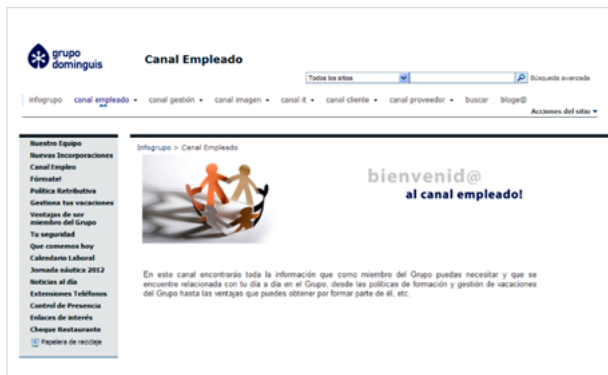 grupo
dominguis
Canal Empleado
Todos los sitios
Búsqueda avanzada
infogrupo canal empleado canal gestión canal imagen canal it canal cliente canal proveedor buscar bloge@
Acciones del sitio
Nuestro Equipo
Nuevas Incorporaciones
Canal Empleo
Fórmate!
Política Retributiva
Gestiona tus vacaciones
Ventajas de ser
miembro del Grupo
Tu seguridad
Que comemos hoy
Calendario Laboral
Jornada náutica 2012
Noticias al día
Extensiones Teléfonos
Control de Presencia
Enlaces de interés
Cheque Restaurante
Papelera de reciclaje
Infogrupo > Canal Empleado
bienvenid@
al canal empleado!
En este canal encontrarás toda la información que como miembro del Grupo puedas necesitar y que se
encuentre relacionada con tu día a día en el Grupo, desde las políticas de formación y gestión de vacaciones
del Grupo hasta las ventajas que puedes obtener por formar parte de él, etc.